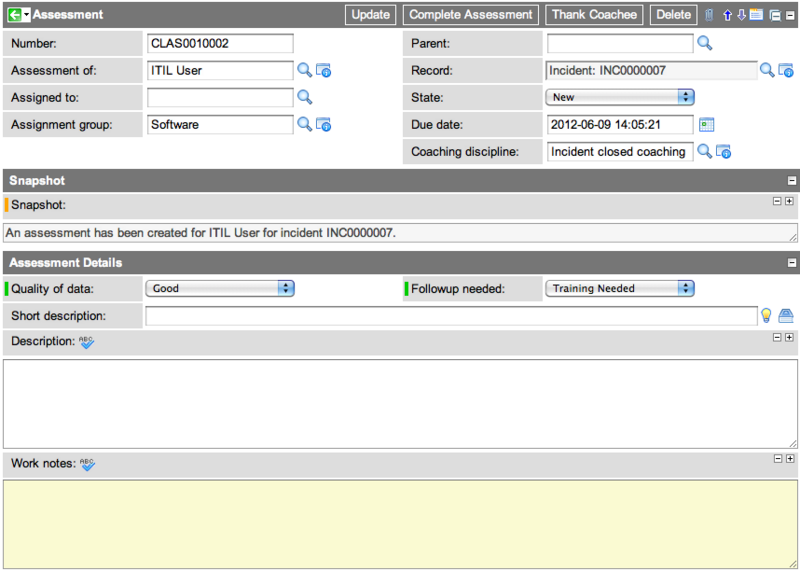 Assessment Update Complete Assessment Thank Coachee Delete
Number: CLAS0010002 Parent:
Assessment of: ITIL User Record: Incident: INC0000007
Assigned to: State: New
Assignment group: Software Due date: 2012-06-09 14:05:21
Coaching discipline: Incident closed coaching
Snapshot
Snapshot:
An assessment has been created for ITIL User for incident INC0000007.
Assessment Details
Quality of data: Good Followup needed: Training Needed
Short description:
Description: ABC
Work notes: ABC